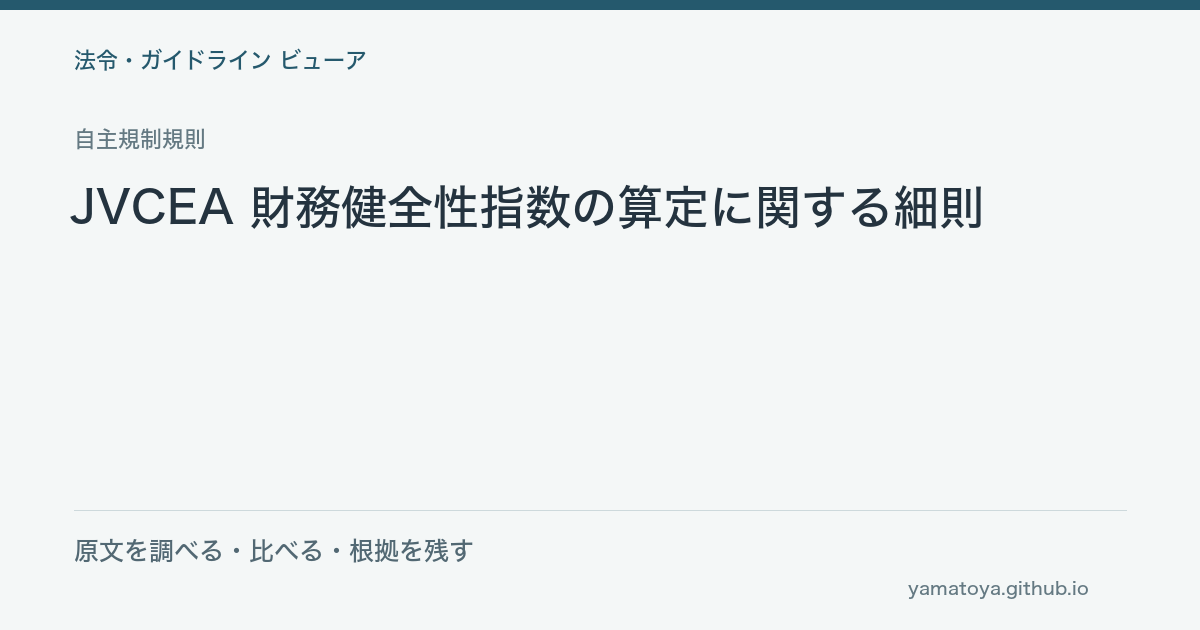 法令・ガイドライン ビューア
自主規制規則
JVCEA 財務健全性指数の算定に関する細則
原文を調べる・比べる・根拠を残す
yamatoya.github.io